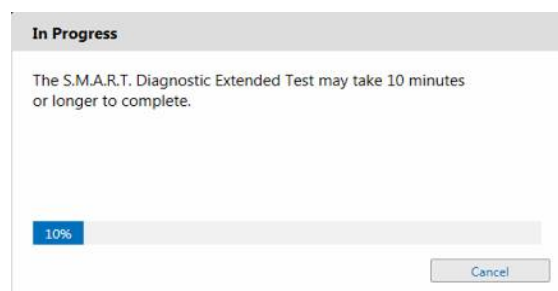 In Progress
The S.M.A.R.T. Diagnostic Extended Test may take 10 minutes
or longer to complete.
10%
Cancel